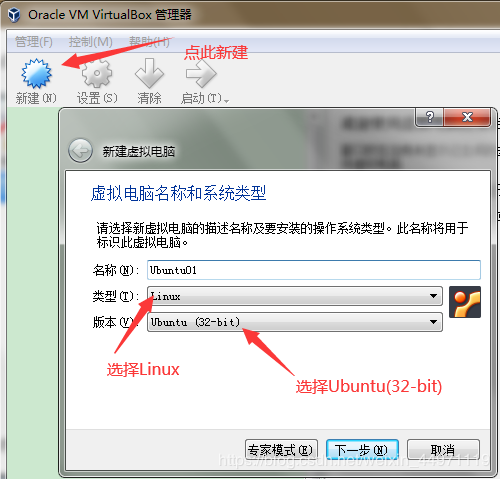 Oracle VM VirtualBox 管理器
管理(F) 控制(M) 帮助(H)
点此新建
新建(N) 设置(S) 清除 启动(T)
新建虚拟电脑
虚拟电脑名称和系统类型
请选择新虚拟电脑的描述名称及要安装的操作系统类型。此名称将用于
标识此虚拟电脑。
名称(N): Ubuntu01
类型(T): Linux
版本(V): Ubuntu (32-bit)
选择Linux
选择Ubuntu(32-bit)
专家模式(E) 下一步(N) 取消
https://blog.csdn.net/weixin_44971119